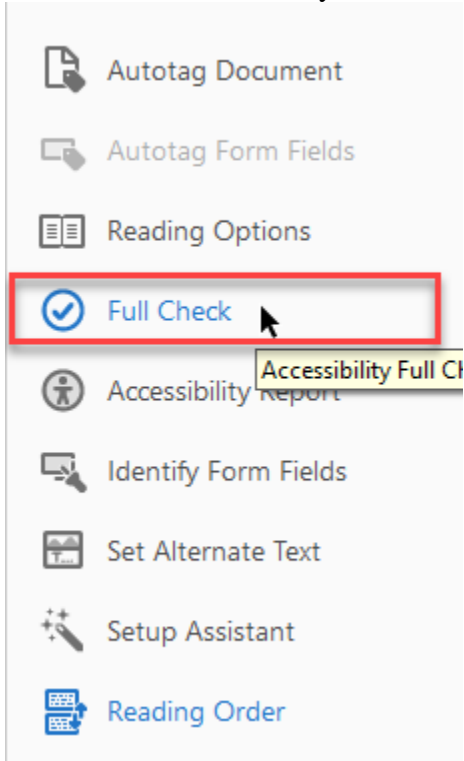 Autotag Document
Autotag Form Fields
Reading Options
Full Check
Accessibility Full Ch
Accessibility Report
Identify Form Fields
Set Alternate Text
Setup Assistant
Reading Order